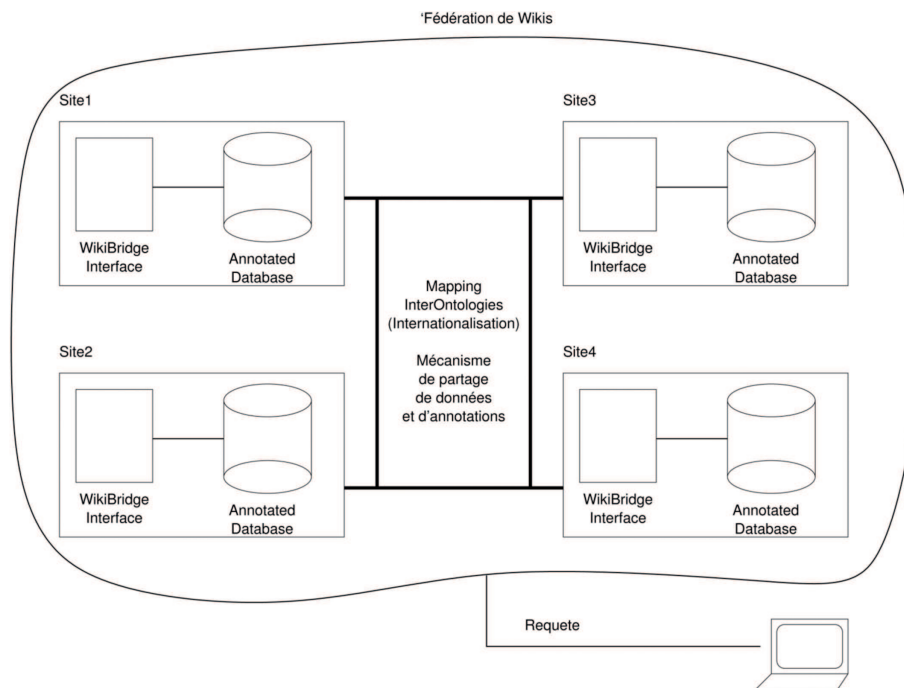 ‘Fédération de Wikis
Site1
WikiBridge
Interface
Annotated
Database
Site3
WikiBridge
Interface
Annotated
Database
Mapping
InterOntologies
(Internationalisation)
Mécanisme
de partage
de données
et d’annotations
Site2
WikiBridge
Interface
Annotated
Database
Site4
WikiBridge
Interface
Annotated
Database
Requete